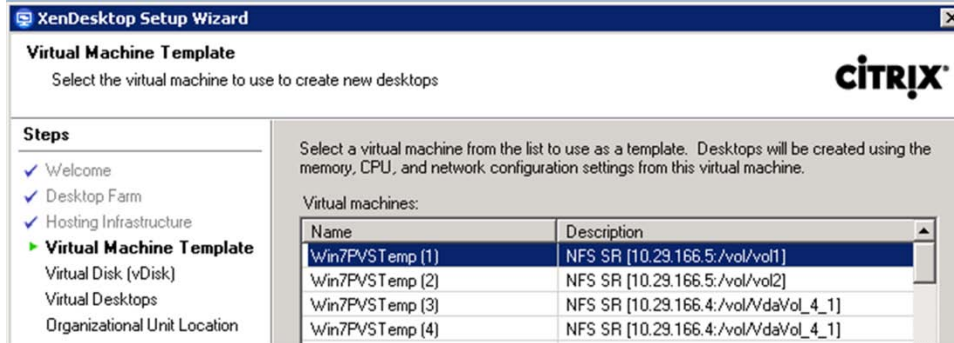 XenDesktop Setup Wizard
Virtual Machine Template
Select the virtual machine to use to create new desktops
CITRIX
Steps
Welcome
Desktop Farm
Hosting Infrastructure
Virtual Machine Template
Virtual Disk (vDisk)
Virtual Desktops
Organizational Unit Location
Select a virtual machine from the list to use as a template. Desktops will be created using the
memory, CPU, and network configuration settings from this virtual machine.
Virtual machines:
Name Description
Win7PVSTemp (1) NFS SR [10.29.166.5:/vol/vol1]
Win7PVSTemp (2) NFS SR [10.29.166.5:/vol/vol2]
Win7PVSTemp (3) NFS SR [10.29.166.4:/vol/VdaVol_4_1]
Win7PVSTemp (4) NFS SR [10.29.166.4:/vol/VdaVol_4_1]